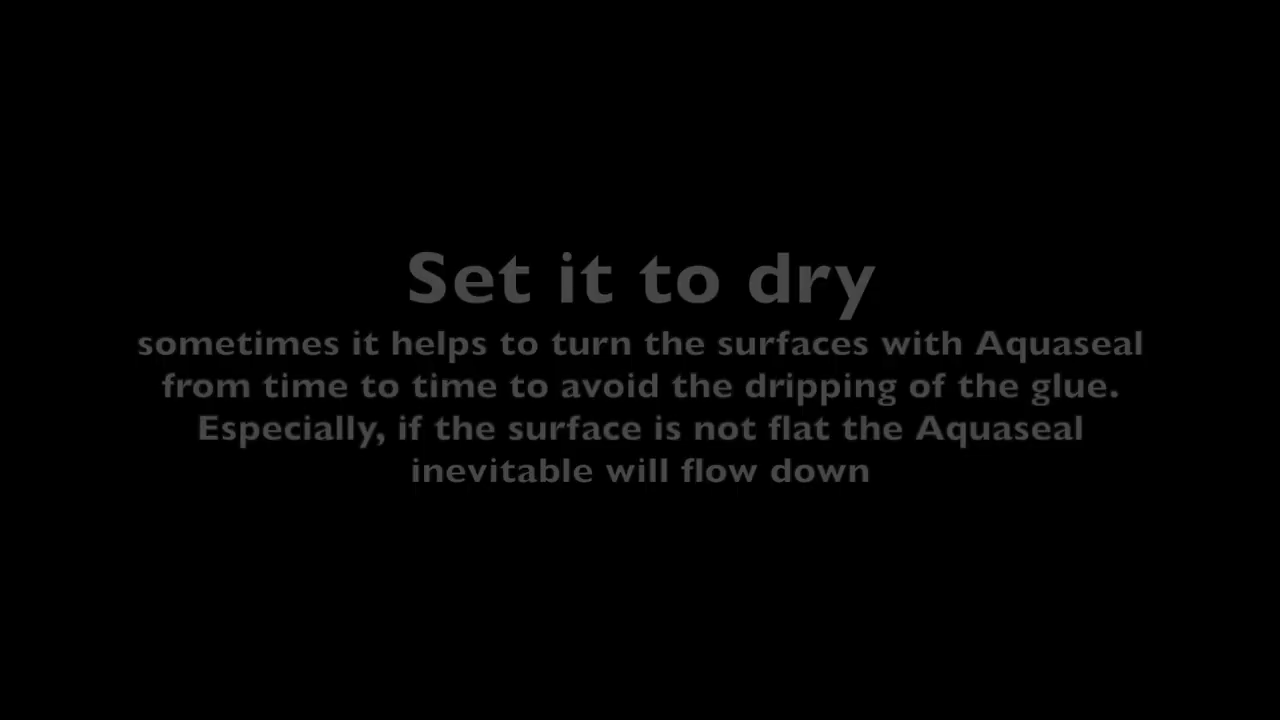 Set it to dry
sometimes it helps to turn the surfaces with Aquaseal
from time to time to avoid the dripping of the glue.
Especially, if the surface is not flat the Aquaseal
inevitable will flow down